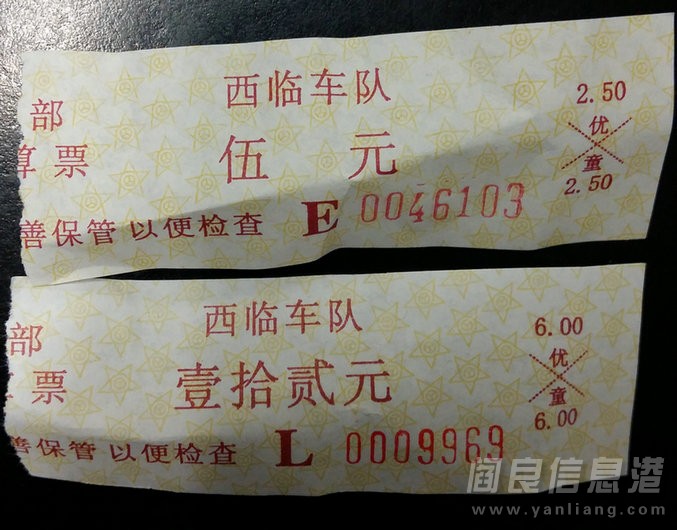 西临车队
部
2.50
优
伍 元
算票
童
2.50
善保管 以便检查 E 0046103
西临车队
部
6.00
优
壹拾贰元
票
童
6.00
善保管 以便检查 L 0009969
阎良信息港
www.yanliang.com